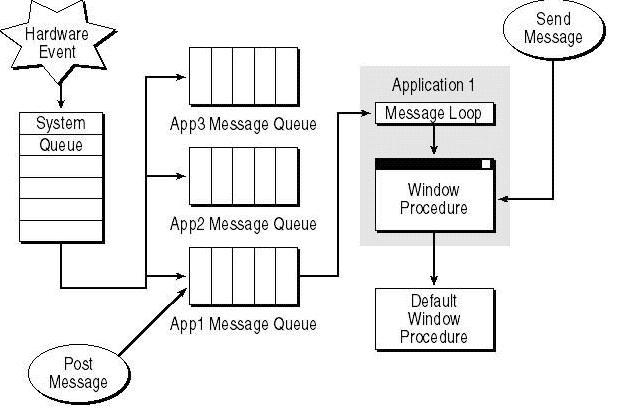 Hardware
Event
Send
Message
System
Queue
App3 Message Queue
App2 Message Queue
App1 Message Queue
Application 1
Message Loop
Window
Procedure
Default
Window
Procedure
Post
Message